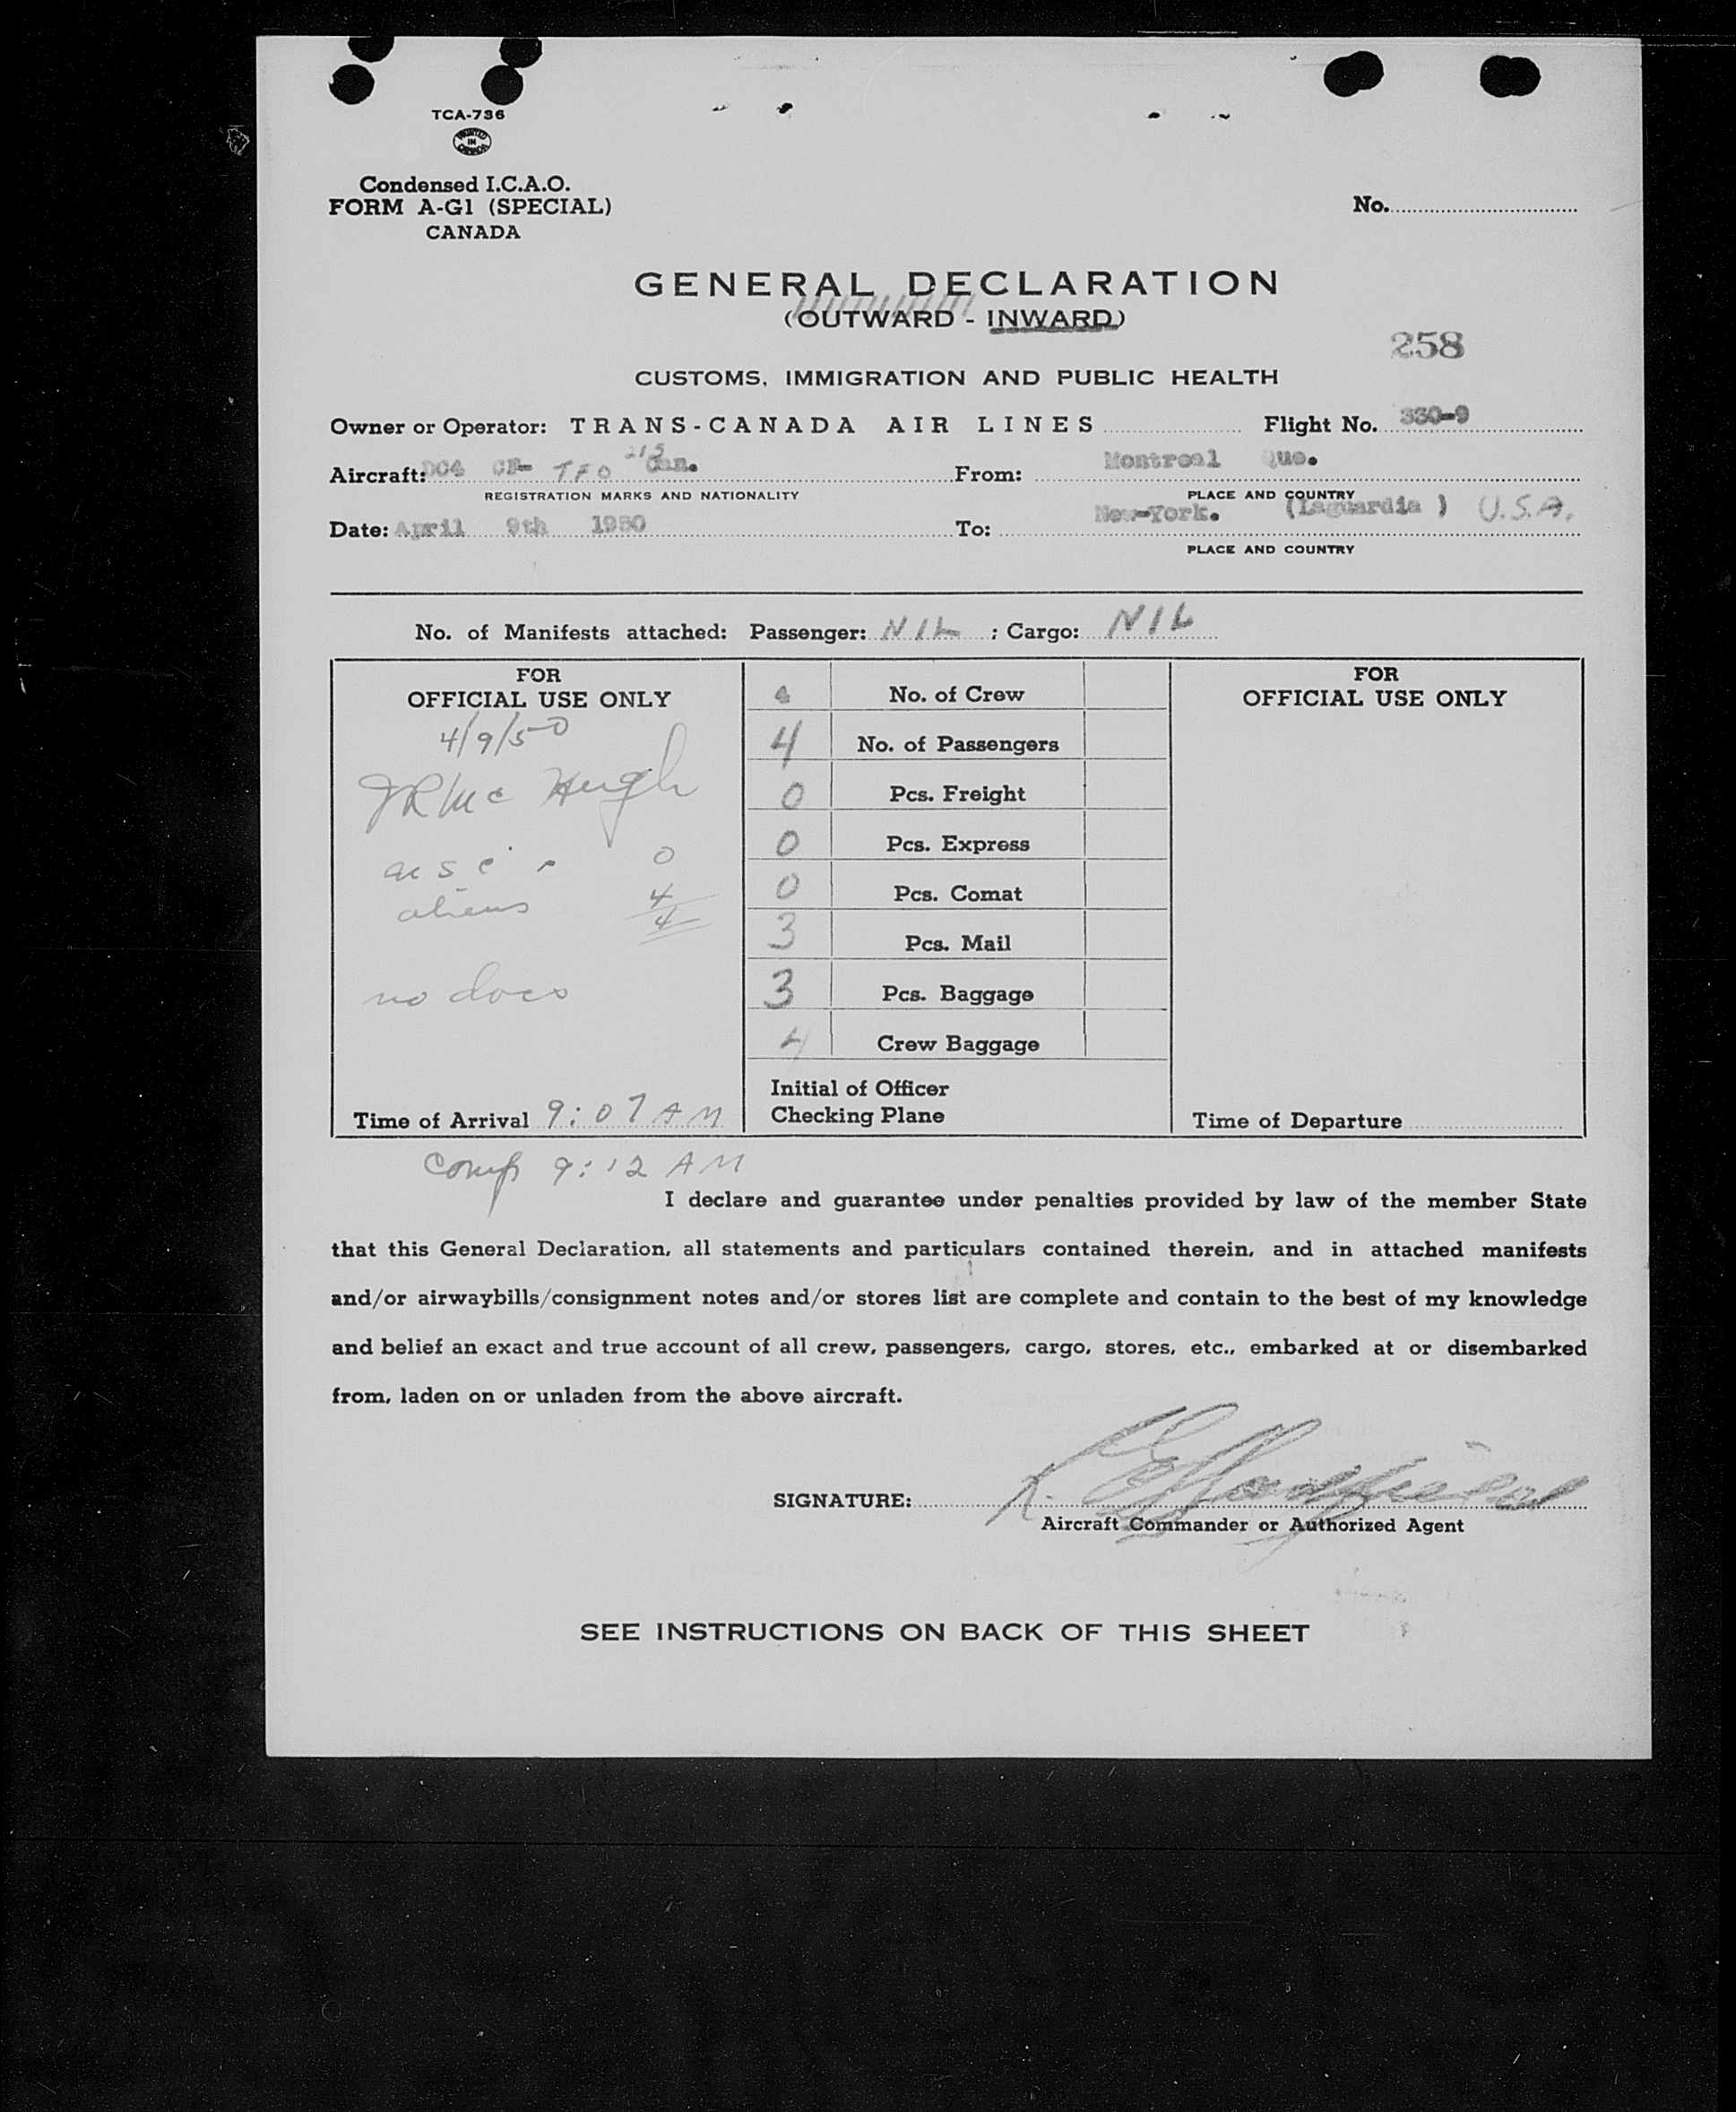 TCA-736
PRINTED IN CANADA
Condensed I.C.A.O.
FORM A-G1 (SPECIAL)
CANADA
No.
GENERAL DECLARATION
(OUTWARD - INWARD)
258
CUSTOMS, IMMIGRATION AND PUBLIC HEALTH
Owner or Operator: TRANS-CANADA AIR LINES Flight No. 330-9
215
Aircraft: DC4 CF- TFO Can. From: Montreal Que.
REGISTRATION MARKS AND NATIONALITY PLACE AND COUNTRY
Date: April 9th 1950 To: New-York. (Laguardia ) U.S.A.
PLACE AND COUNTRY
No. of Manifests attached: Passenger: NIL ; Cargo: NIL
FOR
OFFICIAL USE ONLY
4/9/50
JR McHugh
usc 0
aliens 4
4
no docs
Time of Arrival 9:07 AM
4 No. of Crew
4 No. of Passengers
0 Pcs. Freight
0 Pcs. Express
0 Pcs. Comat
3 Pcs. Mail
3 Pcs. Baggage
4 Crew Baggage
Initial of Officer
Checking Plane
FOR
OFFICIAL USE ONLY
Time of Departure
Comp 9:12 AM
I declare and guarantee under penalties provided by law of the member State
that this General Declaration, all statements and particulars contained therein, and in attached manifests
and/or airwaybills/consignment notes and/or stores list are complete and contain to the best of my knowledge
and belief an exact and true account of all crew, passengers, cargo, stores, etc., embarked at or disembarked
from, laden on or unladen from the above aircraft.
SIGNATURE:
Aircraft Commander or Authorized Agent
SEE INSTRUCTIONS ON BACK OF THIS SHEET